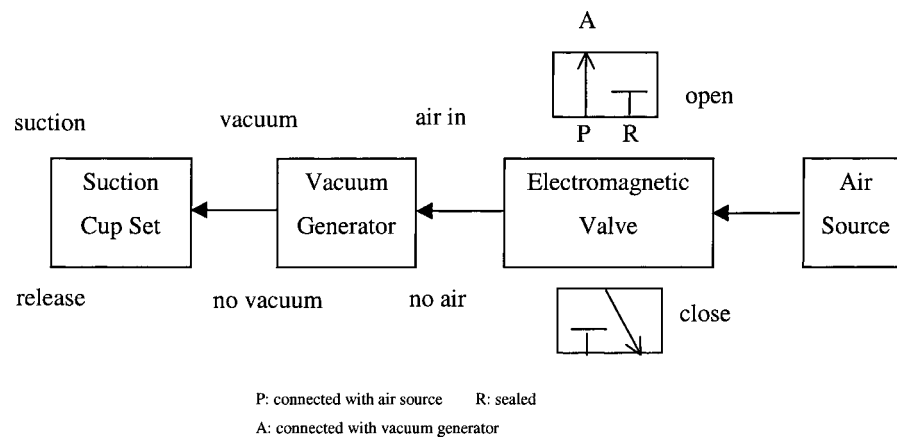 A
open
P R
suction vacuum air in
Suction Vacuum Electromagnetic Air
Cup Set Generator Valve Source
release no vacuum no air
close
P: connected with air source R: sealed
A: connected with vacuum generator